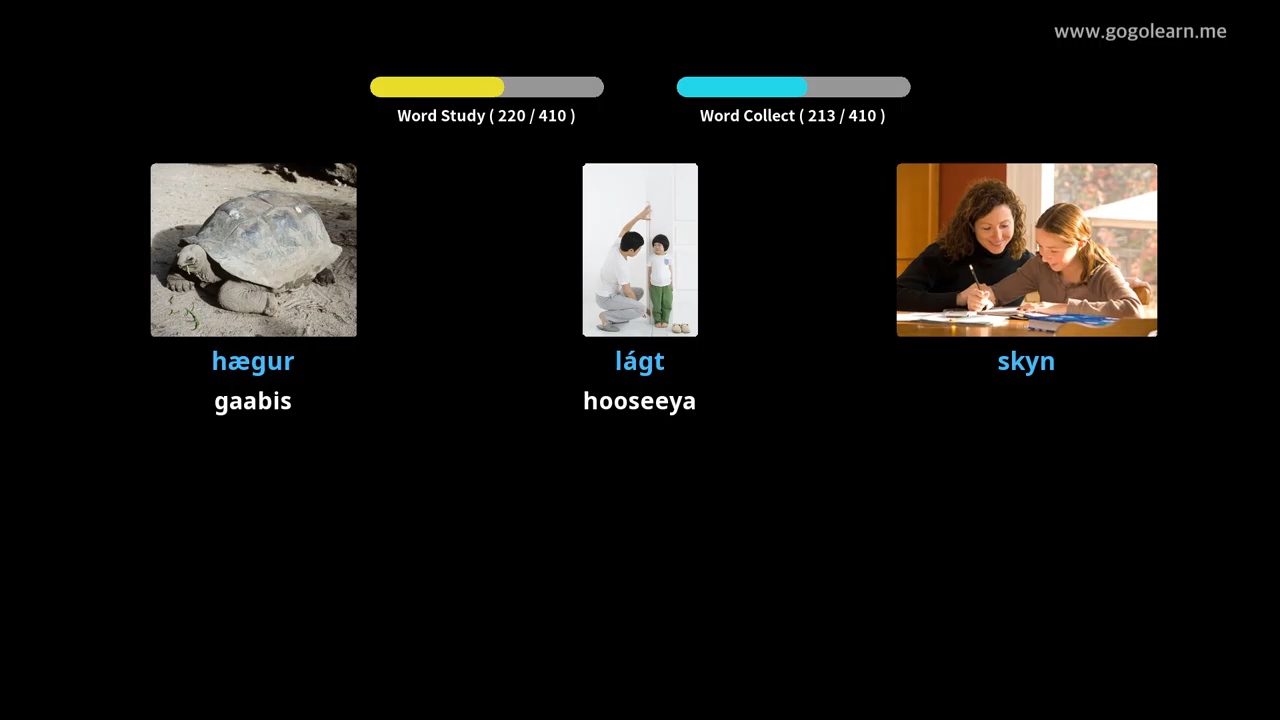 www.gogolearn.me
Word Study ( 220 / 410 )
Word Collect ( 213 / 410 )
hægur
lágt
skyn
gaabis
hooseeya